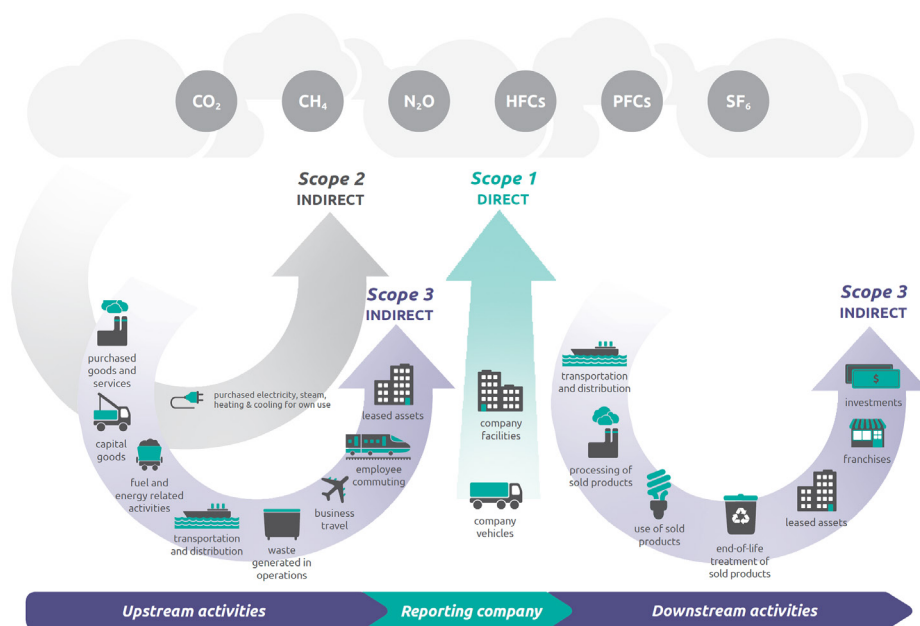 CO₂
CH₄
N₂O
HFCs
PFCs
SF₆
Scope 2
INDIRECT
Scope 1
DIRECT
Scope 3
INDIRECT
Scope 3
INDIRECT
purchased
goods and
services
capital
goods
fuel and
energy related
activities
purchased electricity, steam,
heating & cooling for own use
transportation
and distribution
waste
generated in
operations
business
travel
employee
commuting
leased assets
company
facilities
company
vehicles
transportation
and distribution
processing of
sold products
use of sold
products
end-of-life
treatment of
sold products
leased assets
franchises
investments
$
Upstream activities
Reporting company
Downstream activities